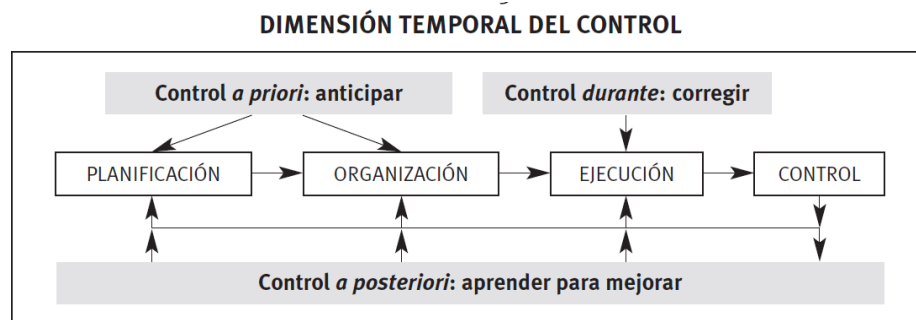 DIMENSIÓN TEMPORAL DEL CONTROL
Control a priori: anticipar
Control durante: corregir
PLANIFICACIÓN
ORGANIZACIÓN
EJECUCIÓN
CONTROL
Control a posteriori: aprender para mejorar